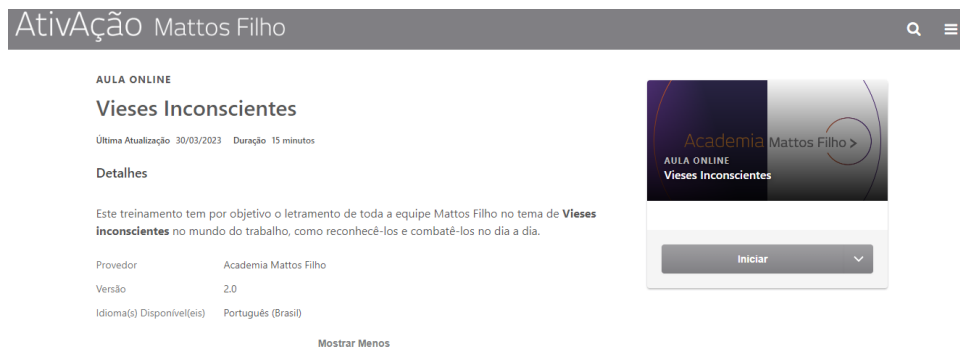 AtivAção Mattos Filho
AULA ONLINE
Vieses Inconscientes
Última Atualização 30/03/2023 Duração 15 minutos
Detalhes
Este treinamento tem por objetivo o letramento de toda a equipe Mattos Filho no tema de Vieses
inconscientes no mundo do trabalho, como reconhecê-los e combatê-los no dia a dia.
Provedor Academia Mattos Filho
Versão 2.0
Idioma(s) Disponível(eis) Português (Brasil)
Mostrar Menos
Academia Mattos Filho >
AULA ONLINE
Vieses Inconscientes
Iniciar